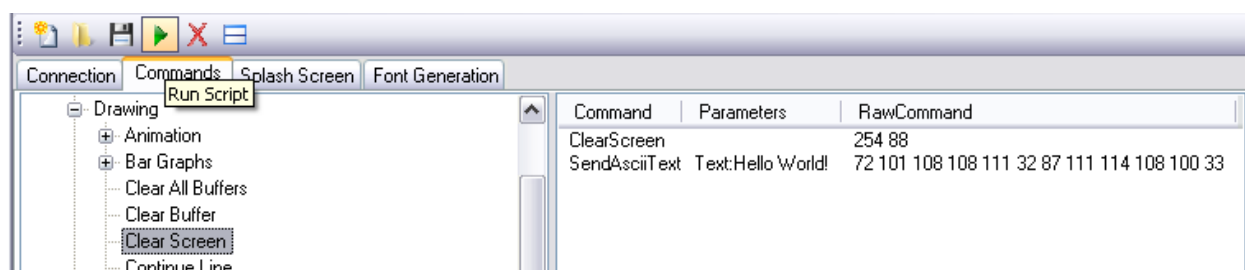 Connection Commands Splash Screen Font Generation
Run Script
Drawing
Animation
Bar Graphs
Clear All Buffers
Clear Buffer
Clear Screen
Continue Line
Command Parameters RawCommand
ClearScreen 254 88
SendAsciiText Text:Hello World! 72 101 108 108 111 32 87 111 114 108 100 33